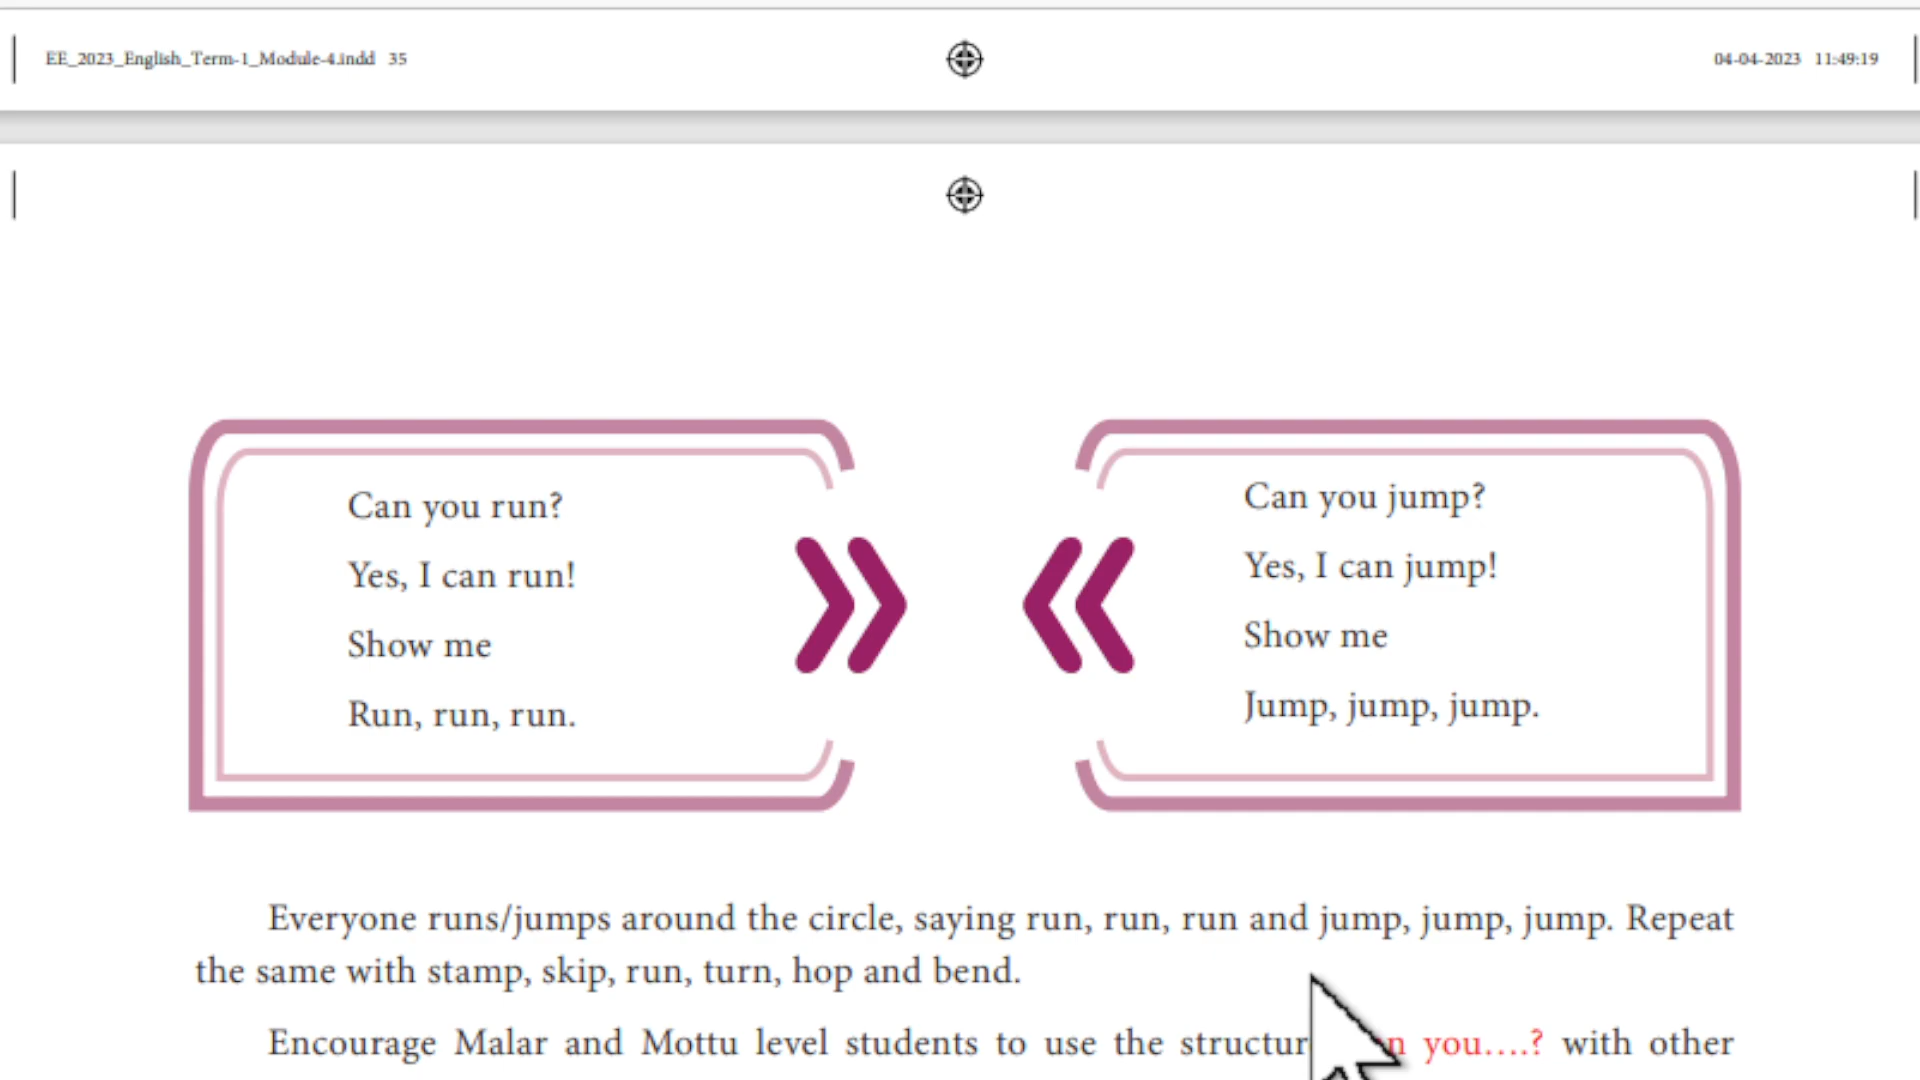 EE_2023_English_Term-1_Module-4.indd 35
04-04-2023 11:49:19
Can you run?
Yes, I can run!
Show me
Run, run, run.
Can you jump?
Yes, I can jump!
Show me
Jump, jump, jump.
Everyone runs/jumps around the circle, saying run, run, run and jump, jump, jump. Repeat
the same with stamp, skip, run, turn, hop and bend.
Encourage Malar and Mottu level students to use the you….? with other